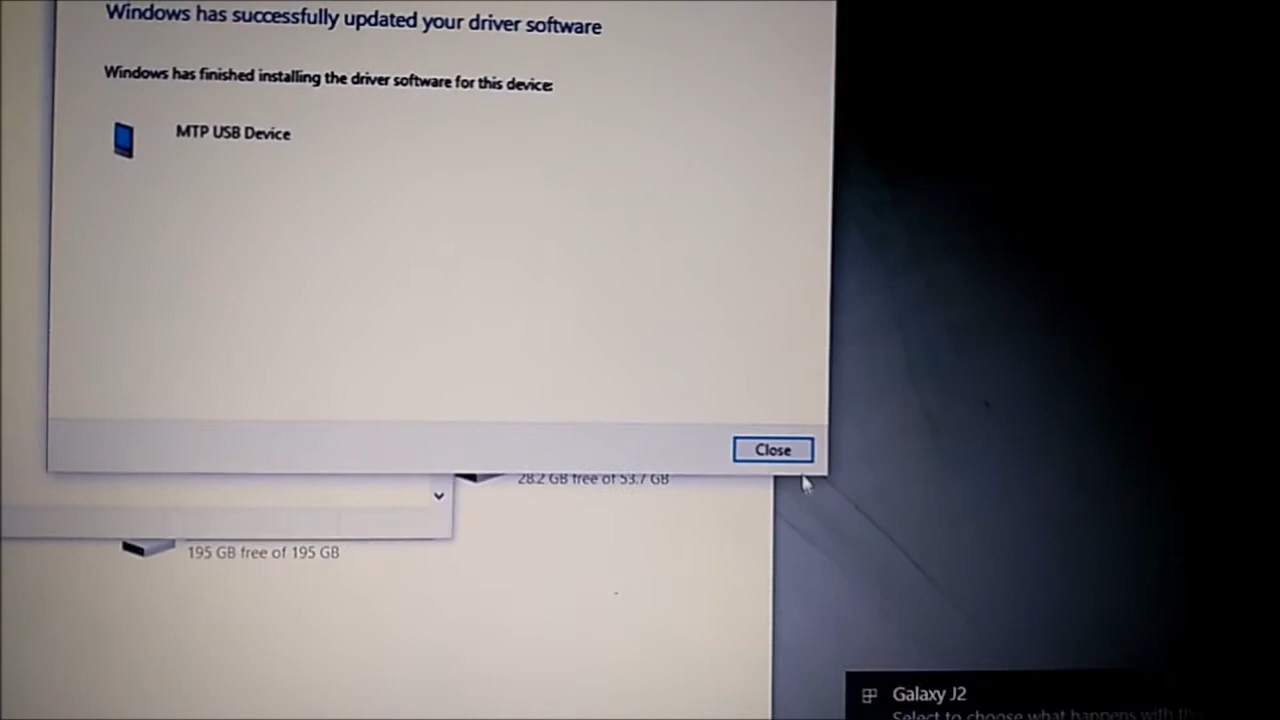 Windows has successfully updated your driver software
Windows has finished installing the driver software for this device:
MTP USB Device
Close
28.2 GB free of 53.7 GB
195 GB free of 195 GB
Galaxy J2
Select to choose what happens with